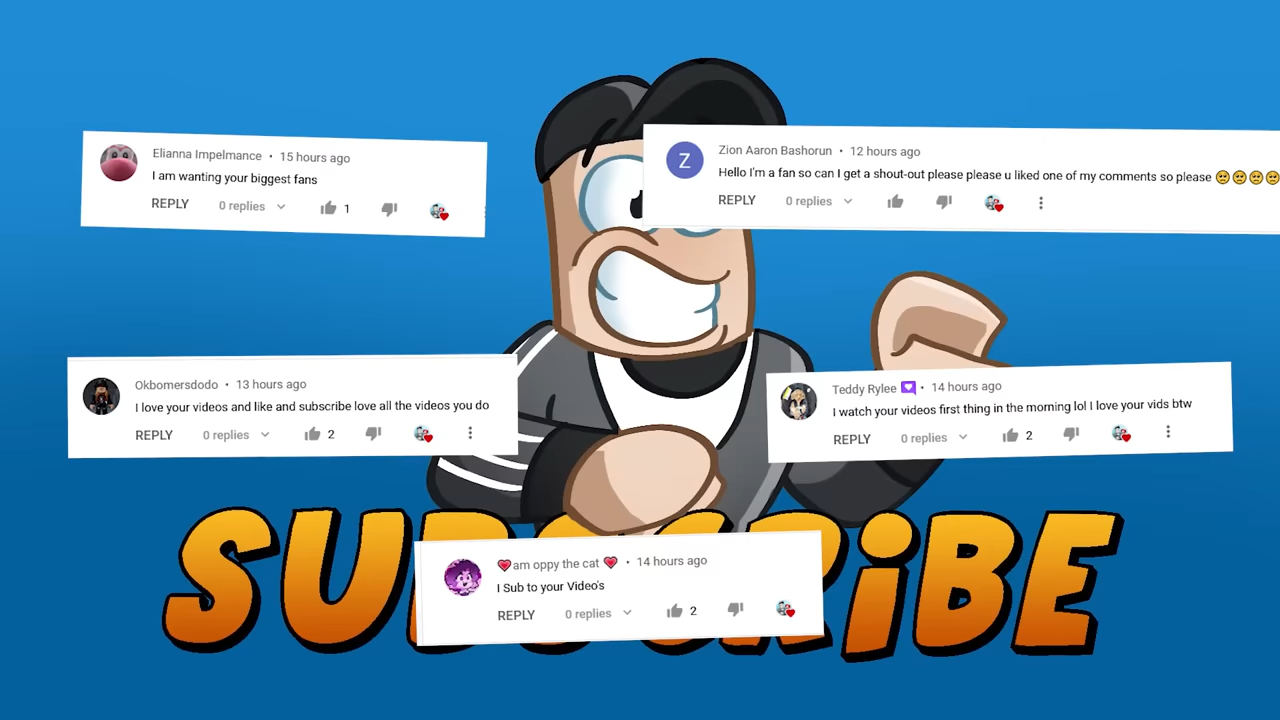 Elianna Impelmance • 15 hours ago
I am wanting your biggest fans
REPLY 0 replies 1
Z
Zion Aaron Bashorun • 12 hours ago
Hello I'm a fan so can I get a shout-out please please u liked one of my comments so please 🥺🥺🥺🥺
REPLY 0 replies
Okbomersdodo • 13 hours ago
I love your videos and like and subscribe love all the videos you do
REPLY 0 replies 2
Teddy Rylee • 14 hours ago
I watch your videos first thing in the morning lol I love your vids btw
REPLY 0 replies 2
SUBSCRIBE
💗am oppy the cat 💗 • 14 hours ago
I Sub to your Video's
REPLY 0 replies 2